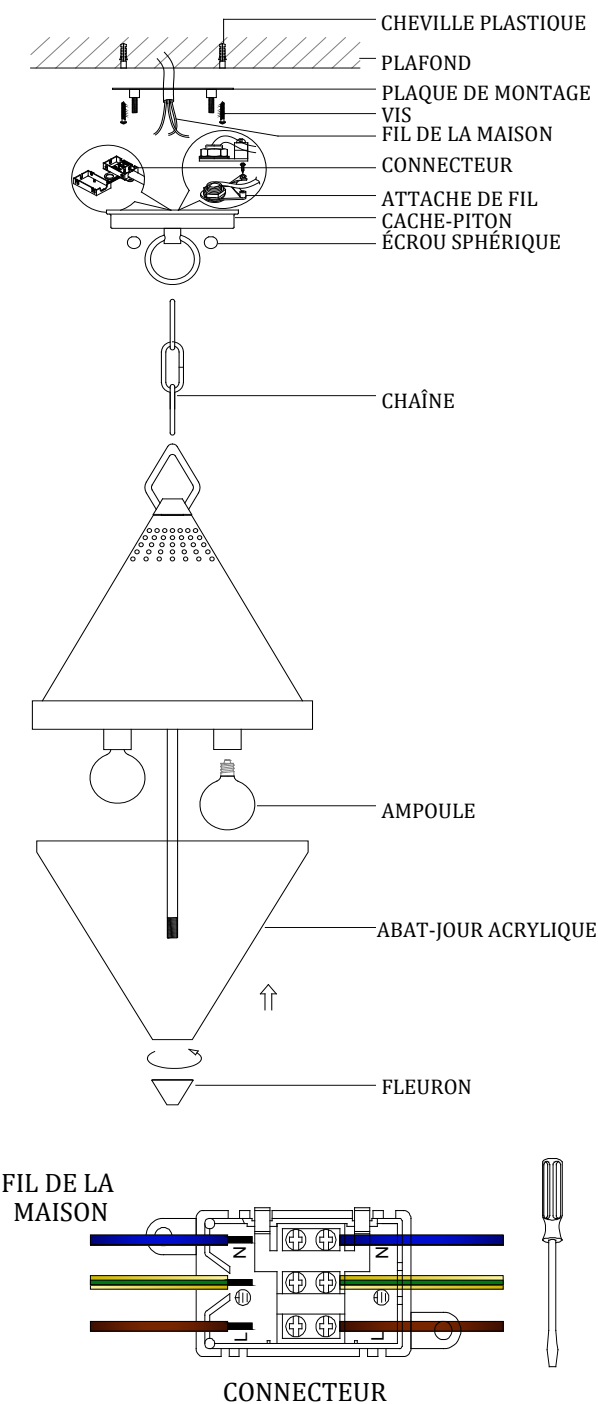 CHEVILLE PLASTIQUE
PLAFOND
PLAQUE DE MONTAGE
VIS
FIL DE LA MAISON
CONNECTEUR
ATTACHE DE FIL
CACHE-PITON
ÉCROU SPHÉRIQUE
CHAÎNE
AMPOULE
ABAT-JOUR ACRYLIQUE
FLEURON
FIL DE LA
MAISON
N N
L L
CONNECTEUR